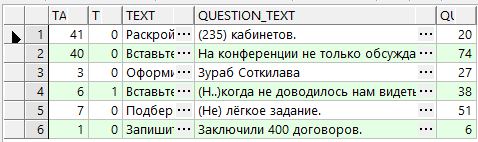 TA T TEXT QUESTION_TEXT QU
1 41 0 Раскрой ··· (235) кабинетов. ··· 20
2 40 0 Вставьте ··· На конференции не только обсужда ··· 74
3 3 0 Оформи ··· Зураб Соткилава ··· 27
4 6 1 Вставьте ··· (Н..)когда не доводилось нам видеть ··· 38
5 7 0 Подбер ··· (Не) лёгкое задание. ··· 51
6 1 0 Запишит ··· Заключили 400 договоров. ··· 6